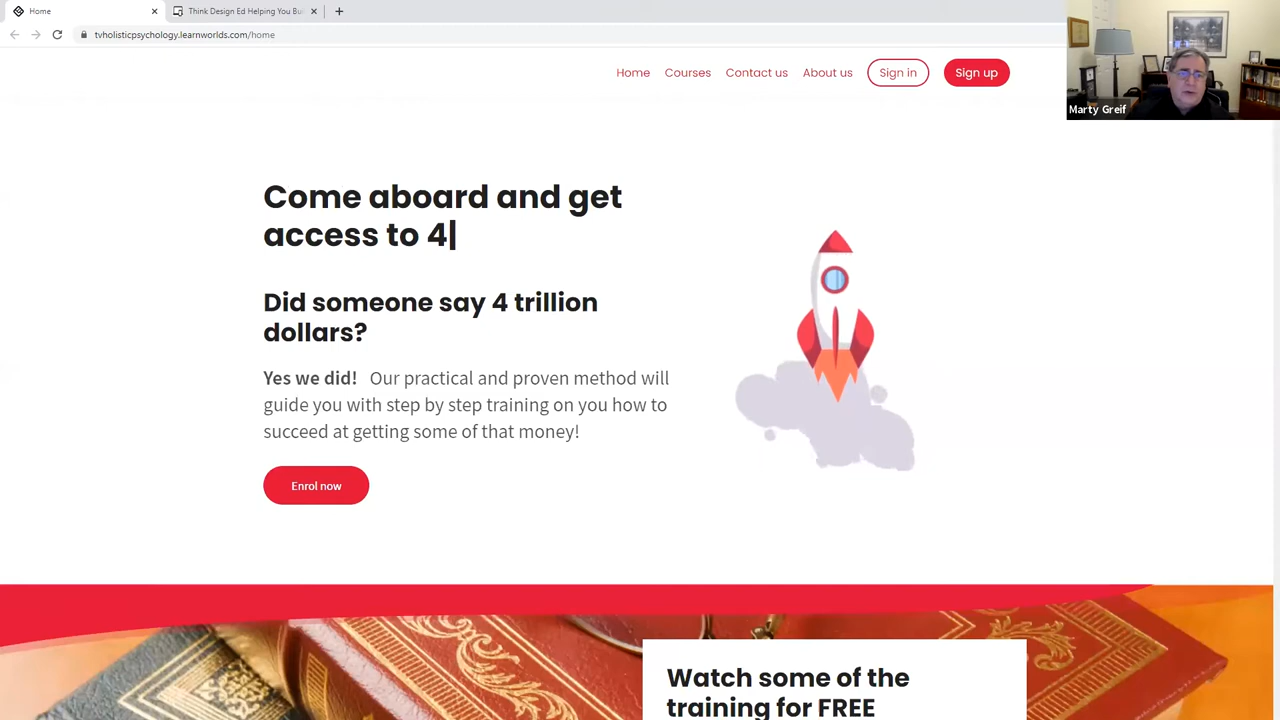 Home
Think Design Ed Helping You Bu
tvholisticpsychology.learnworlds.com/home
Home Courses Contact us About us Sign in Sign up
Marty Greif
Come aboard and get
access to 4|
Did someone say 4 trillion
dollars?
Yes we did! Our practical and proven method will
guide you with step by step training on you how to
succeed at getting some of that money!
Enrol now
Watch some of the
training for FREE